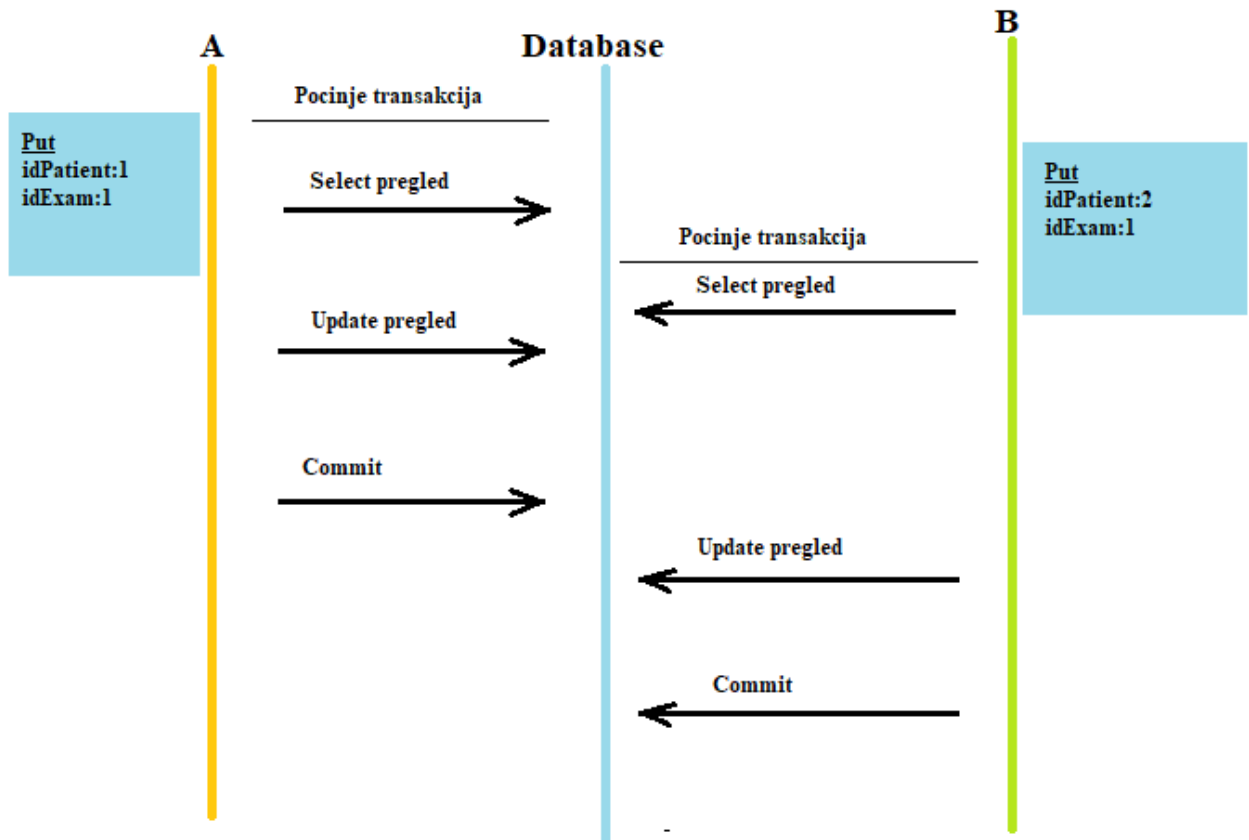 A
Database
B
Pocinje transakcija
Put
idPatient:1
idExam:1
Select pregled
Put
idPatient:2
idExam:1
Pocinje transakcija
Select pregled
Update pregled
Commit
Update pregled
Commit
-